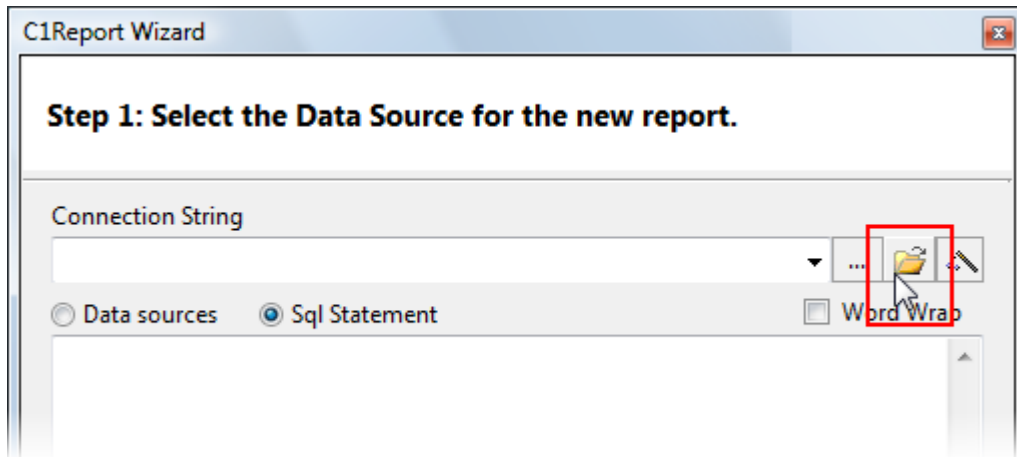 C1Report Wizard
Step 1: Select the Data Source for the new report.
Connection String
...
Data sources Sql Statement Word Wrap